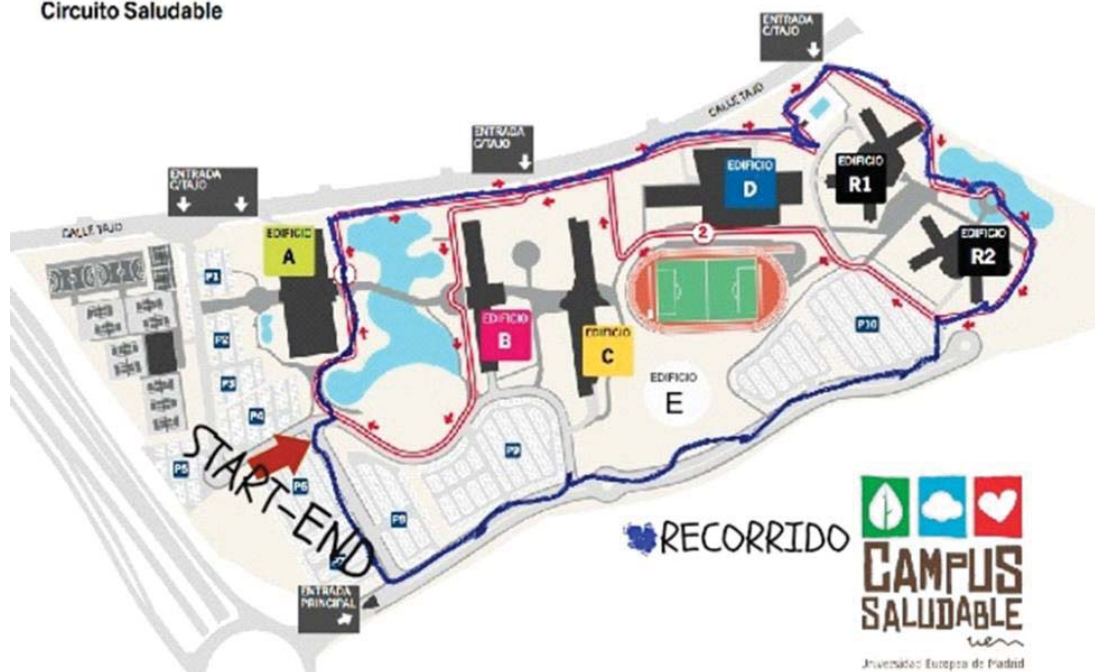 Circuito Saludable
ENTRADA
C/TAJO
CALLE TAJO
ENTRADA
C/TAJO
ENTRADA
C/TAJO
CALLE TAJO
EDIFICIO
A
EDIFICIO
B
EDIFICIO
C
EDIFICIO
D
EDIFICIO
E
EDIFICIO
R1
EDIFICIO
R2
2
P1
P2
P3
P4
P5
P6
P8
P9
P10
START-END
ENTRADA
PRINCIPAL
RECORRIDO
CAMPUS
SALUDABLE
uem
Universidad Europea de Madrid